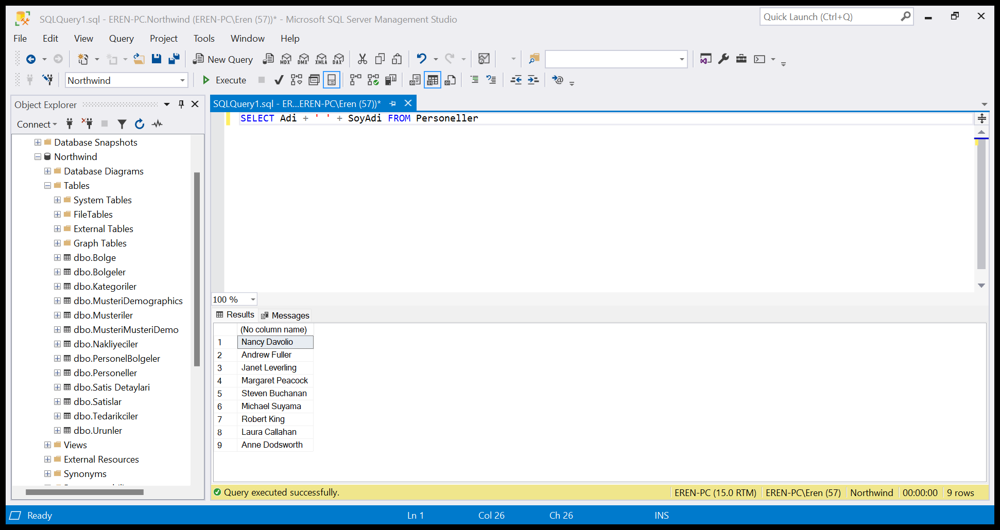 SQLQuery1.sql - EREN-PC.Northwind (EREN-PC\Eren (57))* - Microsoft SQL Server Management Studio
Quick Launch (Ctrl+Q)
File Edit View Query Project Tools Window Help
New Query MDX DMX XMLA DAX
Northwind Execute
Object Explorer
Connect
Database Snapshots
Northwind
Database Diagrams
Tables
System Tables
FileTables
External Tables
Graph Tables
dbo.Bolge
dbo.Bolgeler
dbo.Kategoriler
dbo.MusteriDemographics
dbo.Musteriler
dbo.MusteriMusteriDemo
dbo.Nakliyeciler
dbo.PersonelBolgeler
dbo.Personeller
dbo.Satis Detaylari
dbo.Satislar
dbo.Tedarikciler
dbo.Urunler
Views
External Resources
Synonyms
SQLQuery1.sql - ER...EREN-PC\Eren (57))*
SELECT Adi + ' ' + SoyAdi FROM Personeller
100 %
Results Messages
(No column name)
1 Nancy Davolio
2 Andrew Fuller
3 Janet Leverling
4 Margaret Peacock
5 Steven Buchanan
6 Michael Suyama
7 Robert King
8 Laura Callahan
9 Anne Dodsworth
Query executed successfully. EREN-PC (15.0 RTM) EREN-PC\Eren (57) Northwind 00:00:00 9 rows
Ready Ln 1 Col 26 Ch 26 INS